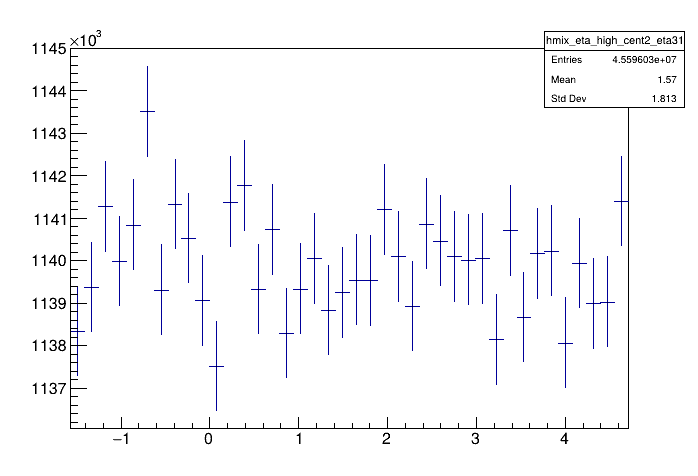 ×10³
hmix_eta_high_cent2_eta31
Entries 4.559603e+07
Mean 1.57
Std Dev 1.813
1145
1144
1143
1142
1141
1140
1139
1138
1137
−1 0 1 2 3 4